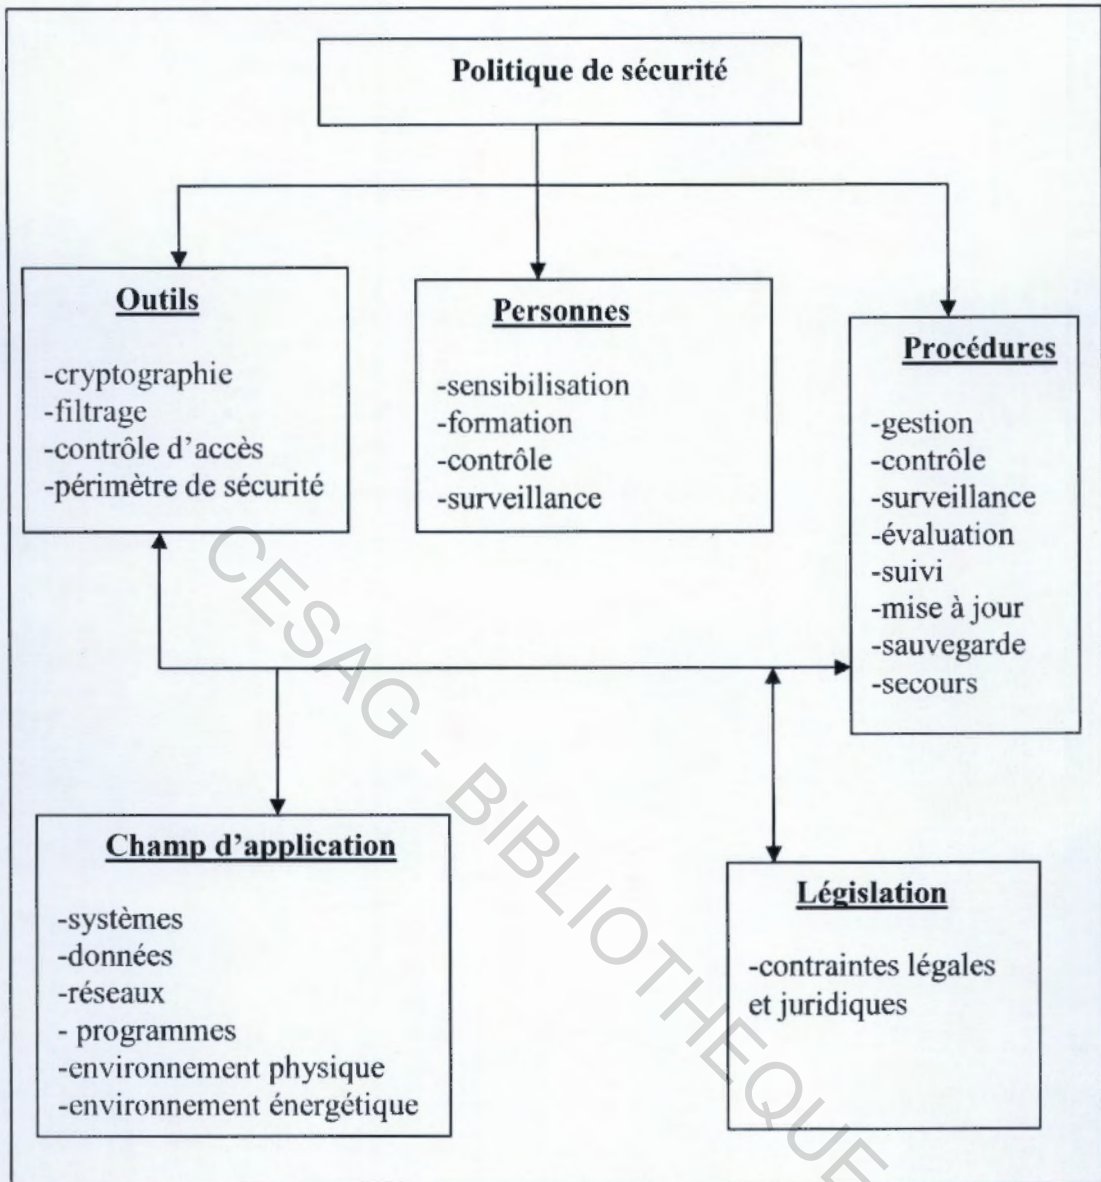 Politique de sécurité
Outils
-cryptographie
-filtrage
-contrôle d'accès
-périmètre de sécurité
Personnes
-sensibilisation
-formation
-contrôle
-surveillance
Procédures
-gestion
-contrôle
-surveillance
-évaluation
-suivi
-mise à jour
-sauvegarde
-secours
Champ d'application
-systèmes
-données
-réseaux
- programmes
-environnement physique
-environnement énergétique
Législation
-contraintes légales
et juridiques
CESAG - BIBLIOTHEQUE